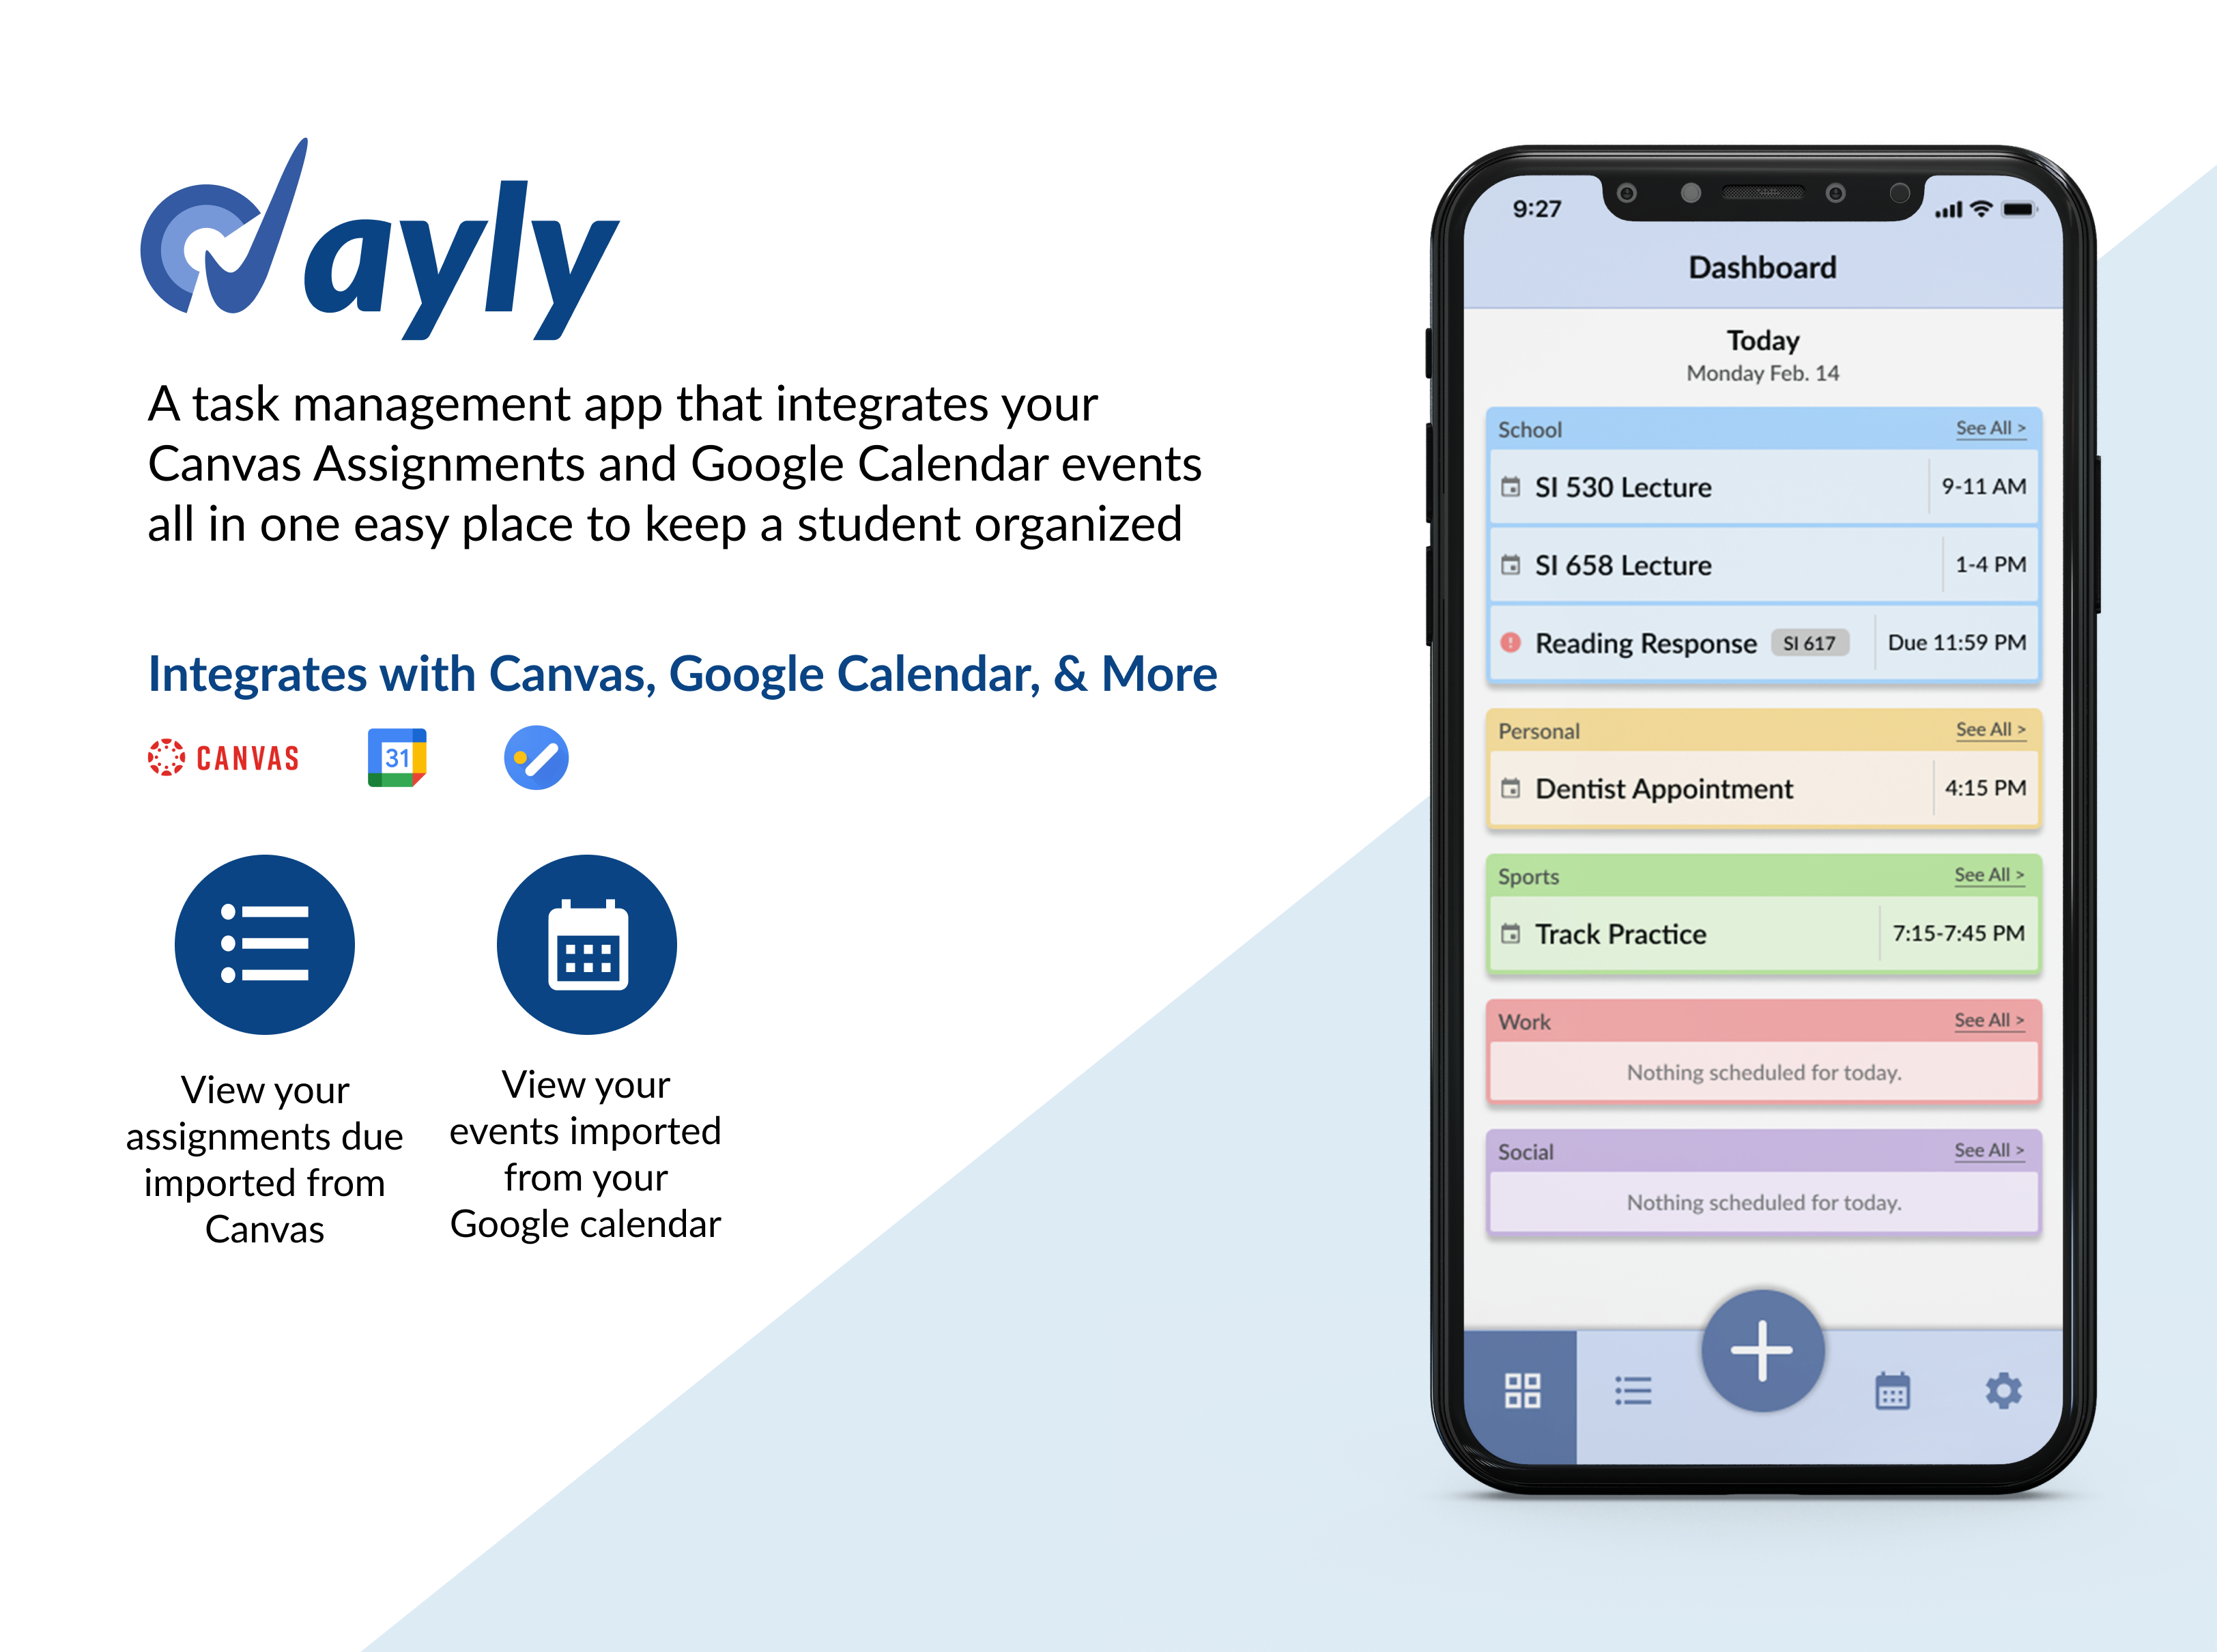 dayly
A task management app that integrates your
Canvas Assignments and Google Calendar events
all in one easy place to keep a student organized
Integrates with Canvas, Google Calendar, & More
CANVAS
31
View your
assignments due
imported from
Canvas
View your
events imported
from your
Google calendar
9:27
Dashboard
Today
Monday Feb. 14
School See All >
SI 530 Lecture 9-11 AM
SI 658 Lecture 1-4 PM
Reading Response SI 617 Due 11:59 PM
Personal See All >
Dentist Appointment 4:15 PM
Sports See All >
Track Practice 7:15-7:45 PM
Work See All >
Nothing scheduled for today.
Social See All >
Nothing scheduled for today.